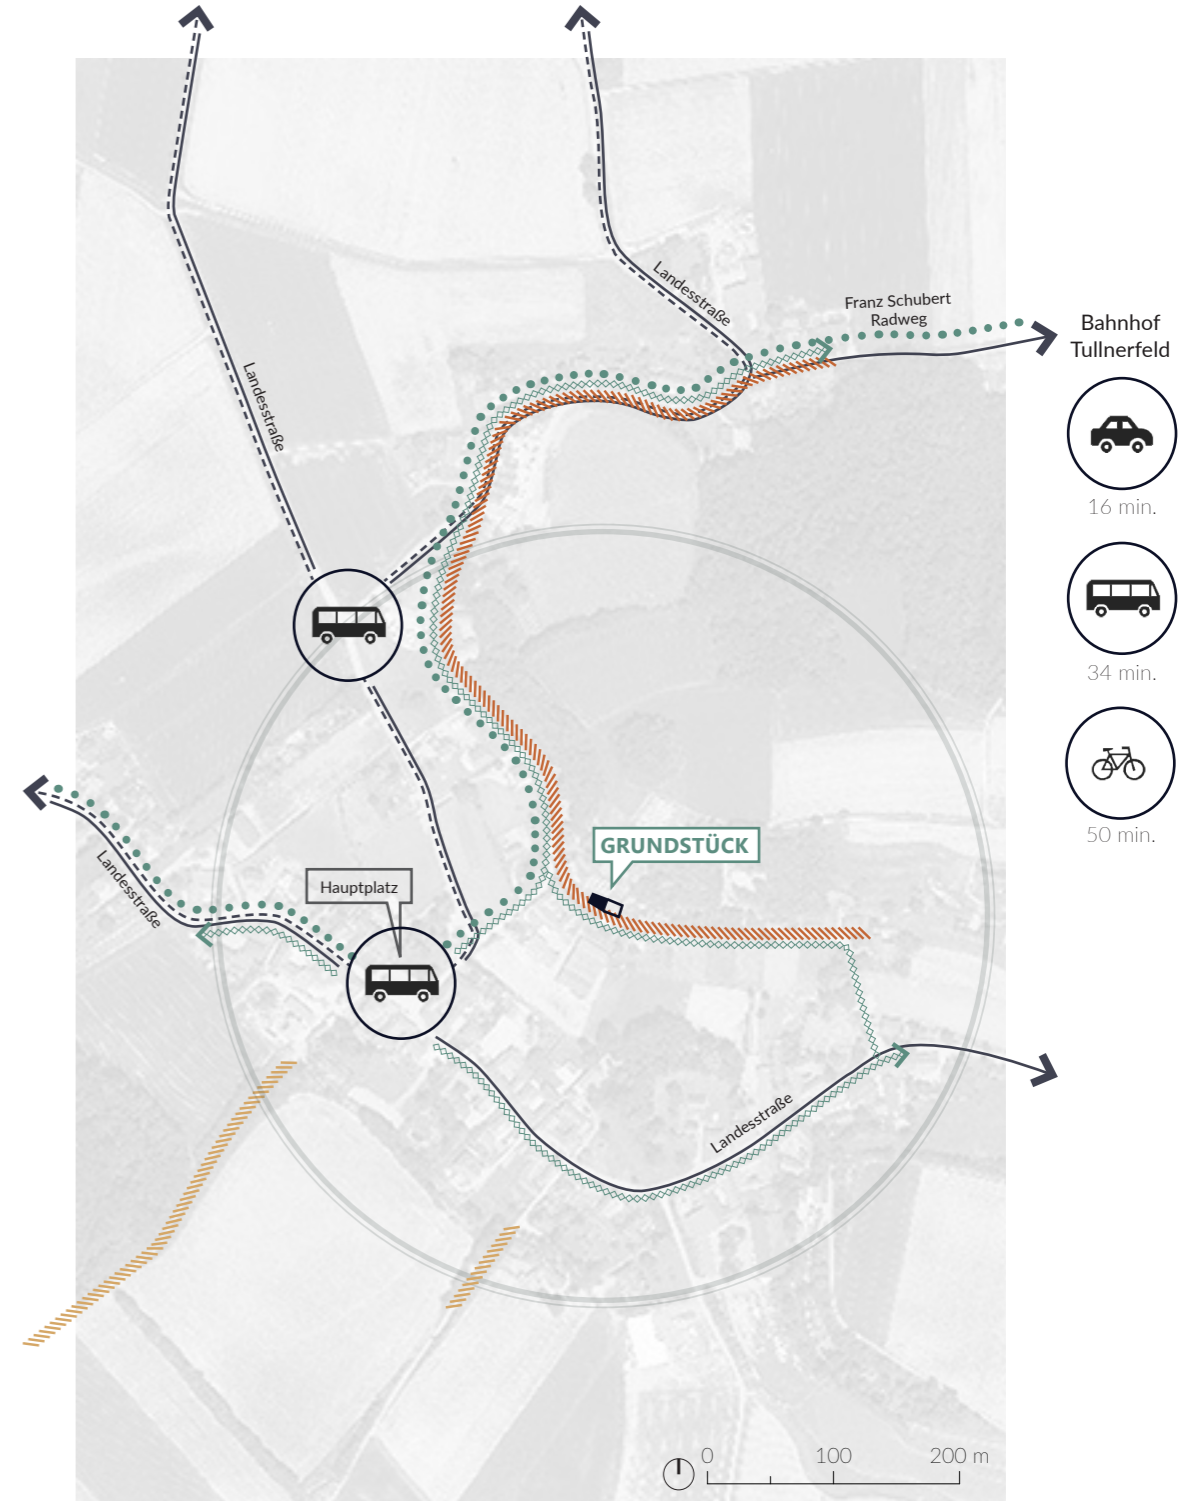 Landesstraße
Franz Schubert
Radweg
Bahnhof
Tullnerfeld
Landesstraße
16 min.
34 min.
50 min.
GRUNDSTÜCK
Landesstraße
Hauptplatz
Landesstraße
0
100
200 m